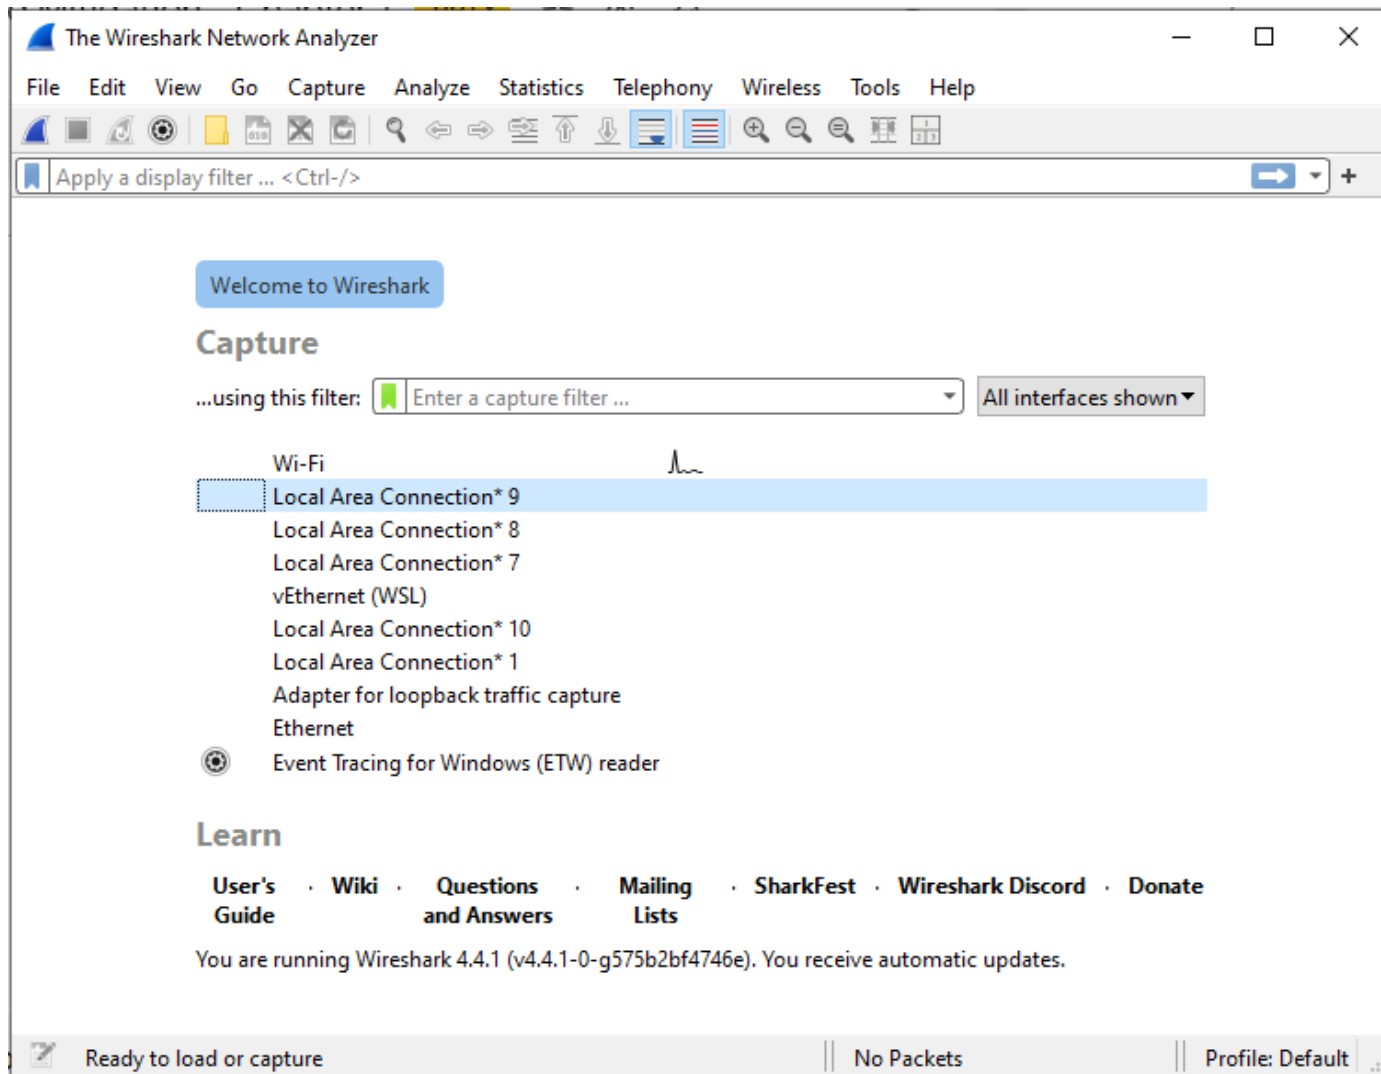 The Wireshark Network Analyzer
File Edit View Go Capture Analyze Statistics Telephony Wireless Tools Help
Apply a display filter ... <Ctrl-/>
Welcome to Wireshark
Capture
...using this filter: Enter a capture filter ... All interfaces shown
Wi-Fi
Local Area Connection* 9
Local Area Connection* 8
Local Area Connection* 7
vEthernet (WSL)
Local Area Connection* 10
Local Area Connection* 1
Adapter for loopback traffic capture
Ethernet
Event Tracing for Windows (ETW) reader
Learn
User's · Wiki · Questions · Mailing · SharkFest · Wireshark Discord · Donate
Guide and Answers Lists
You are running Wireshark 4.4.1 (v4.4.1-0-g575b2bf4746e). You receive automatic updates.
Ready to load or capture No Packets Profile: Default